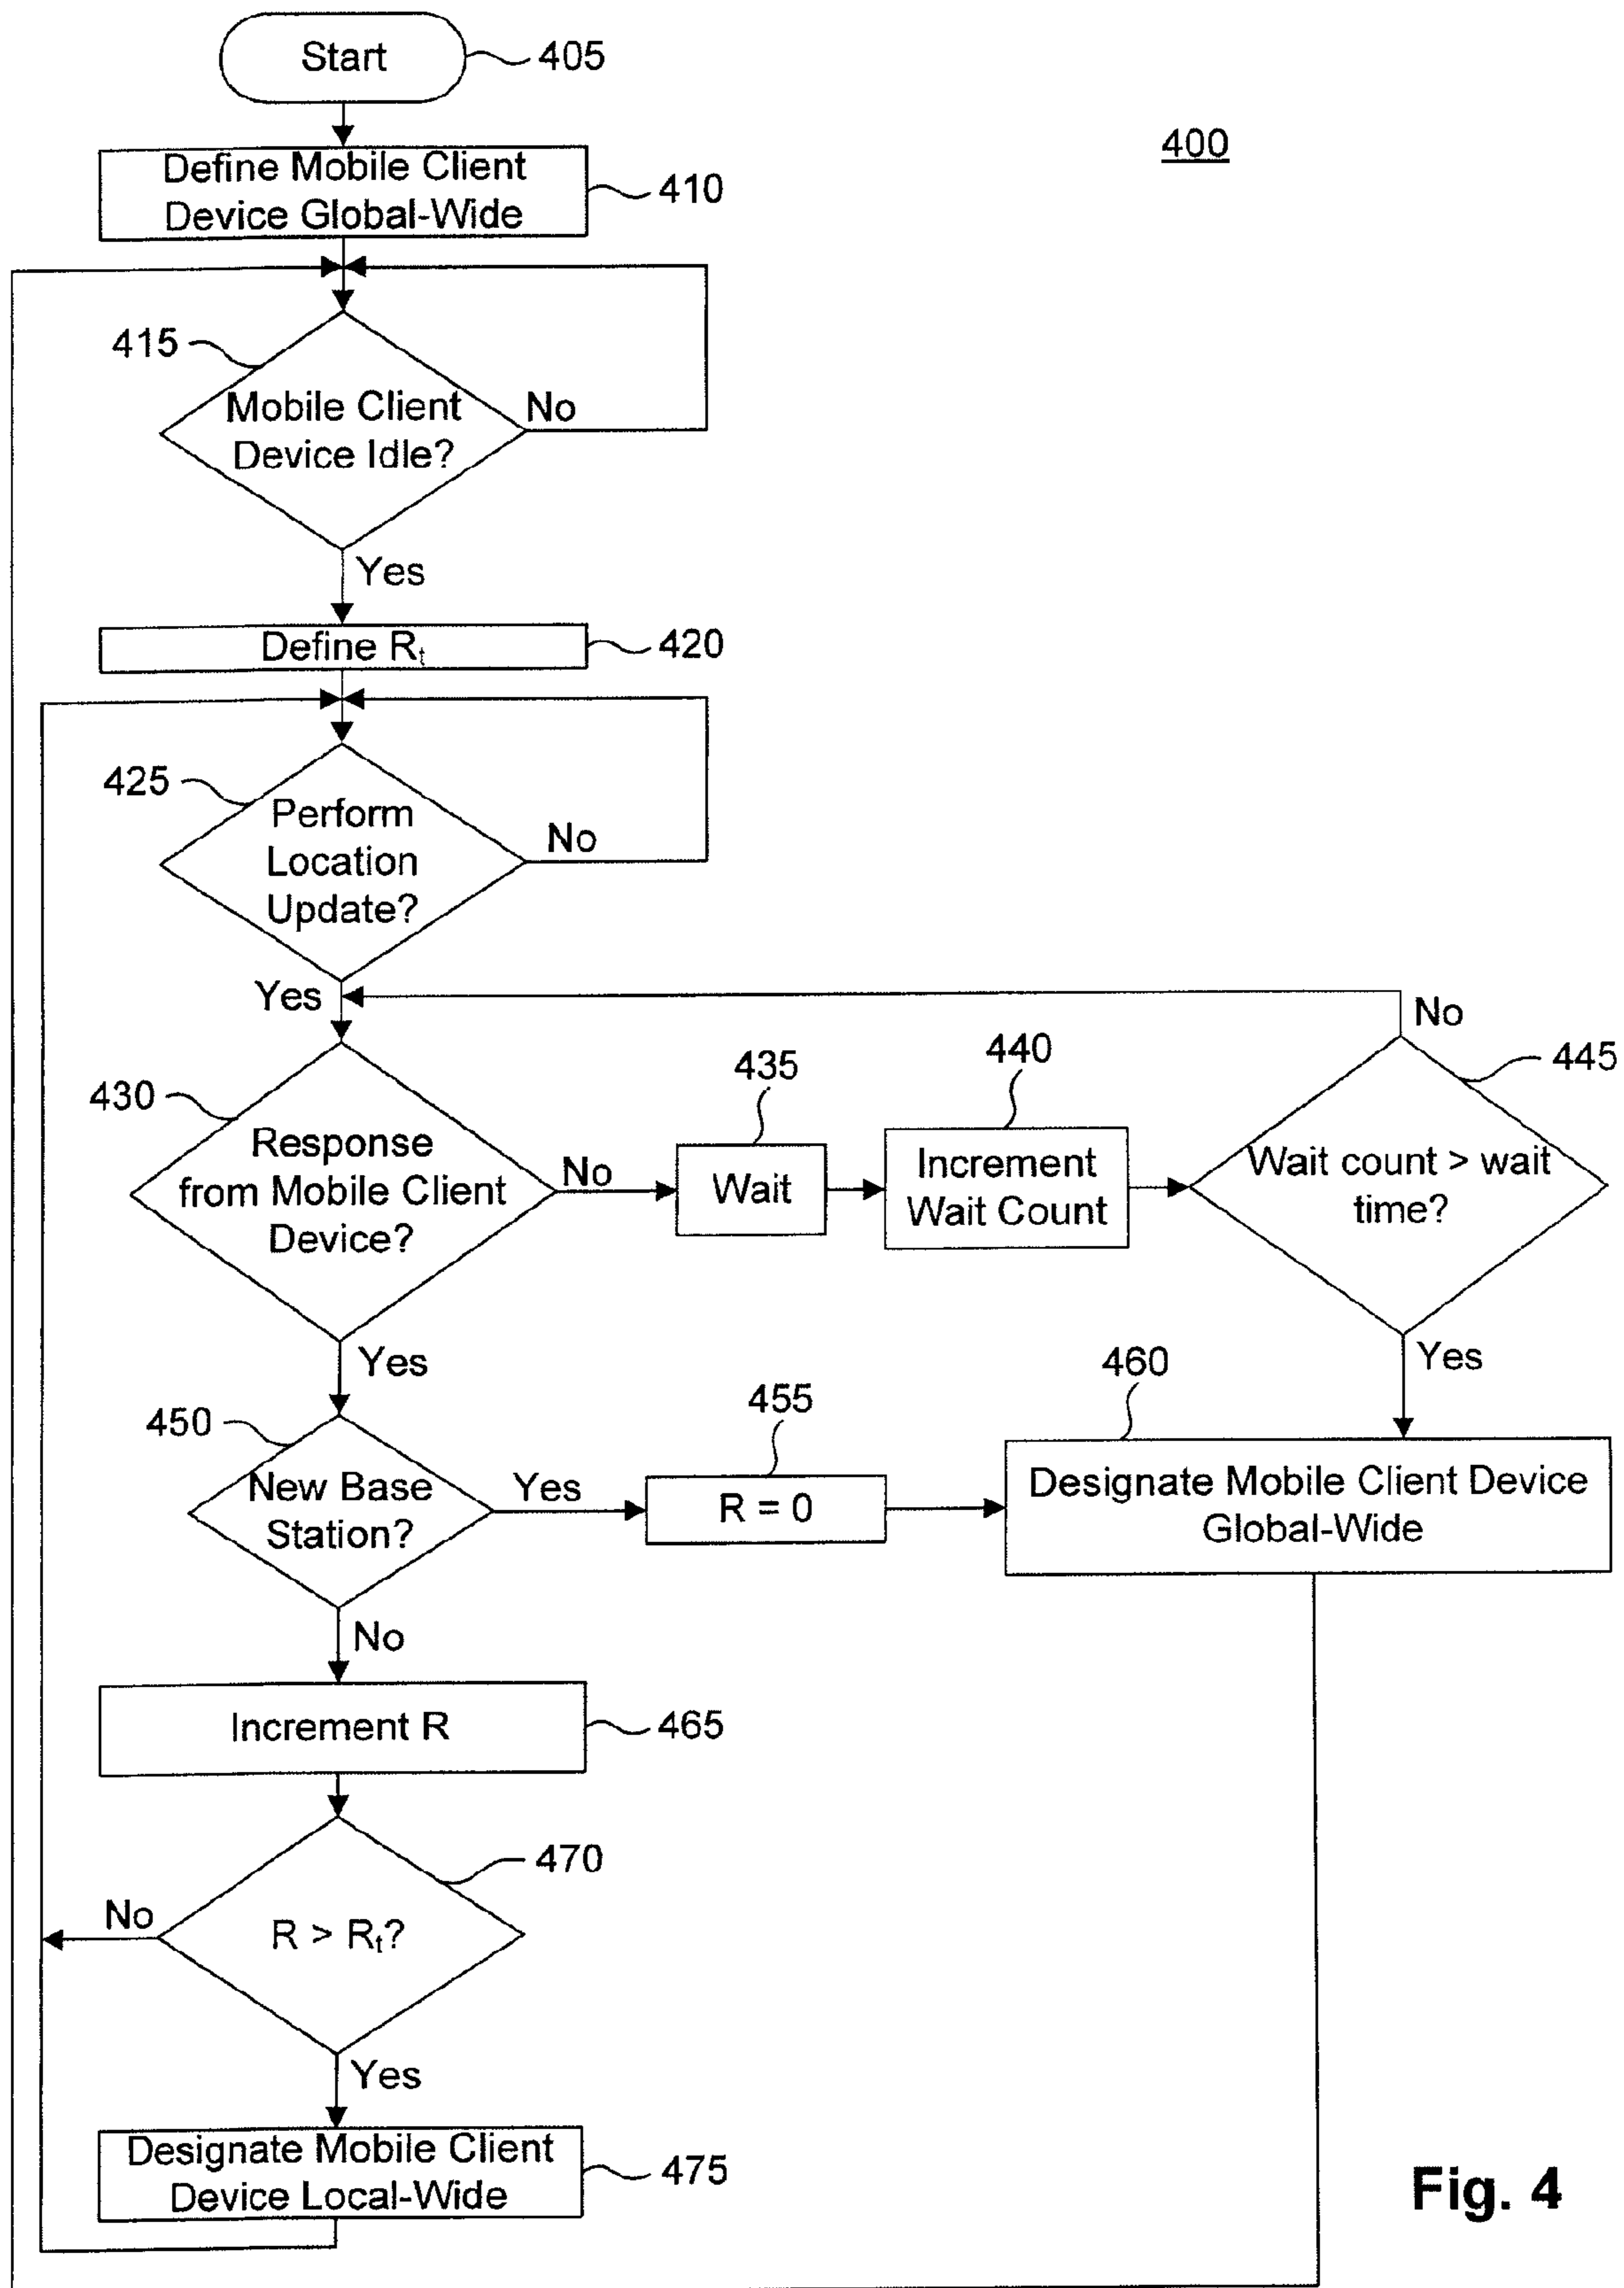 Start
405
400
Define Mobile Client
Device Global-Wide
410
415
Mobile Client
Device Idle?
No
Yes
Define Rt
420
425
Perform
Location
Update?
No
Yes
No
430
Response
from Mobile Client
Device?
No
435
Wait
440
Increment
Wait Count
445
Wait count > wait
time?
Yes
Yes
450
New Base
Station?
Yes
455
R = 0
460
Designate Mobile Client Device
Global-Wide
No
Increment R
465
470
R > Rt?
No
Yes
Designate Mobile Client
Device Local-Wide
475
Fig. 4